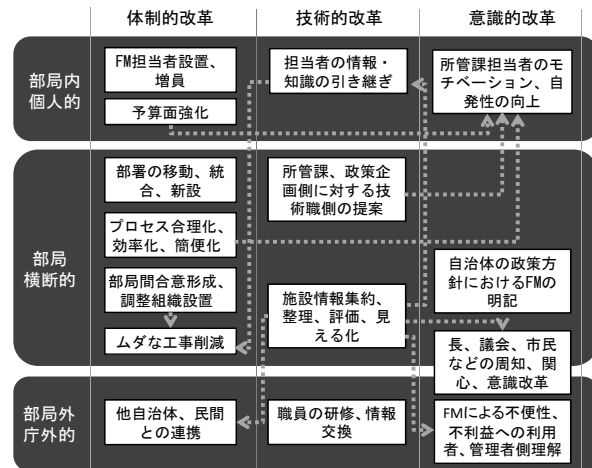 体制的改革
技術的改革
意識的改革
部局内
個人的
FM担当者設置、
増員
予算面強化
担当者の情報・
知識の引き継ぎ
所管課担当者のモ
チベーション、自
発性の向上
部局
横断的
部署の移動、統
合、新設
プロセス合理化、
効率化、簡便化
部局間合意形成、
調整組織設置
ムダな工事削減
所管課、政策企
画側に対する技
術職側の提案
施設情報集約、
整理、評価、見
える化
自治体の政策方
針におけるFMの
明記
長、議会、市民
などの周知、関
心、意識改革
部局外
庁外的
他自治体、民間
との連携
職員の研修、情報
交換
FMによる不便性、
不利益への利用
者、管理者側理解